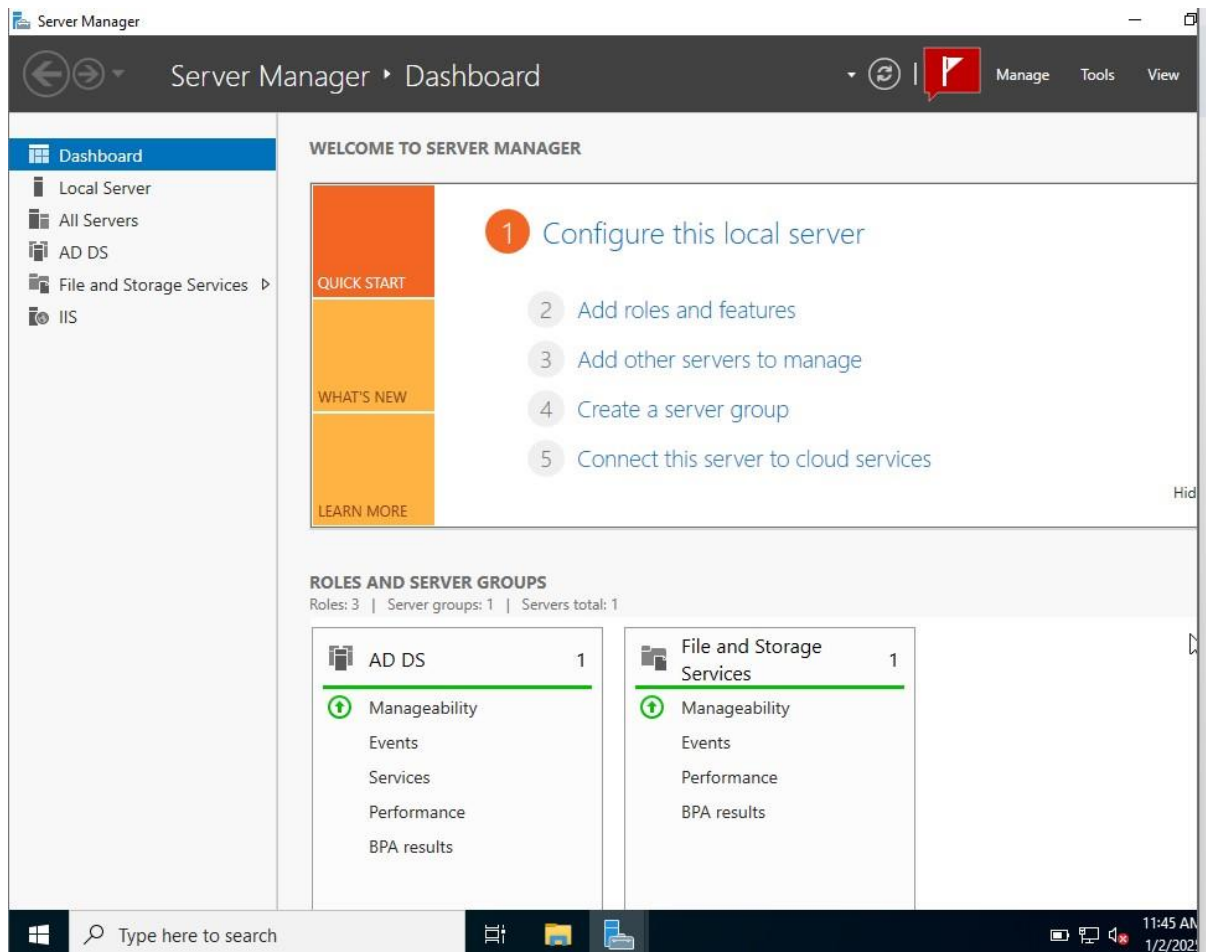 Server Manager
Server Manager • Dashboard
Manage Tools View
Dashboard
Local Server
All Servers
AD DS
File and Storage Services
IIS
WELCOME TO SERVER MANAGER
QUICK START
WHAT'S NEW
LEARN MORE
1 Configure this local server
2 Add roles and features
3 Add other servers to manage
4 Create a server group
5 Connect this server to cloud services
Hid
ROLES AND SERVER GROUPS
Roles: 3 | Server groups: 1 | Servers total: 1
AD DS 1
Manageability
Events
Services
Performance
BPA results
File and Storage
Services 1
Manageability
Events
Performance
BPA results
Type here to search
11:45 AM
1/2/202